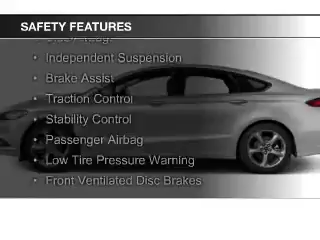 SAFETY FEATURES
• Independent Suspension
• Brake Assist
• Traction Control
• Stability Control
• Passenger Airbag
• Low Tire Pressure Warning
• Front Ventilated Disc Brakes